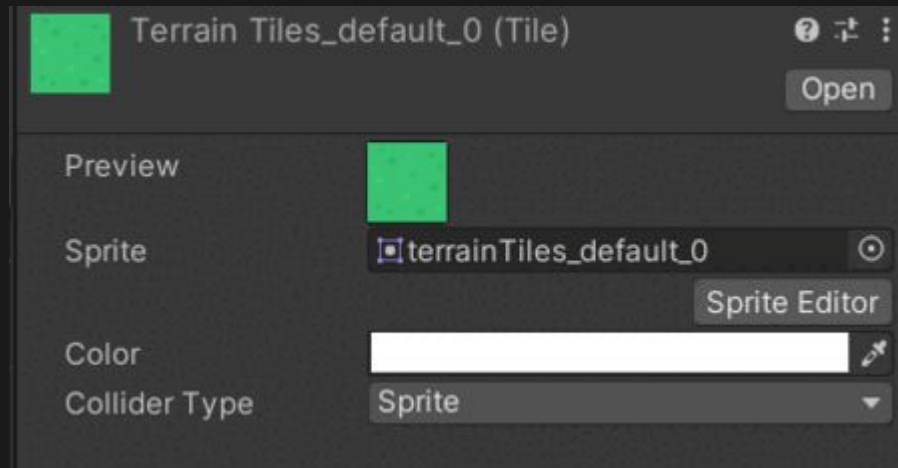 Terrain Tiles_default_0 (Tile)
Open
Preview
Sprite terrainTiles_default_0
Sprite Editor
Color
Collider Type Sprite